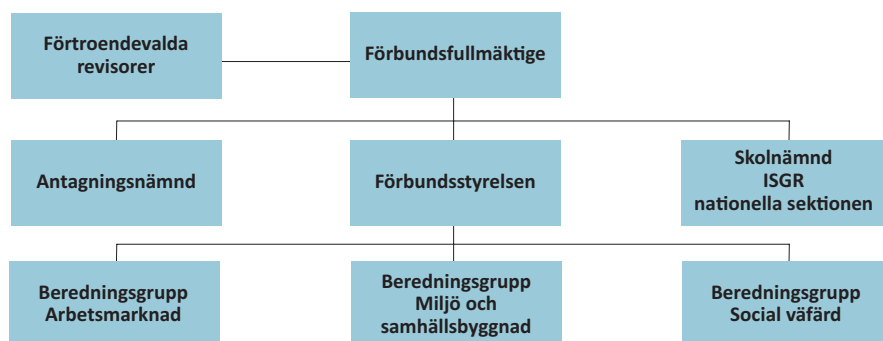 Förtroendevalda
revisorer
Förbundsfullmäktige
Antagningsnämnd
Förbundsstyrelsen
Skolnämnd
ISGR
nationella sektionen
Beredningsgrupp
Arbetsmarknad
Beredningsgrupp
Miljö och
samhällsbyggnad
Beredningsgrupp
Social väfärd